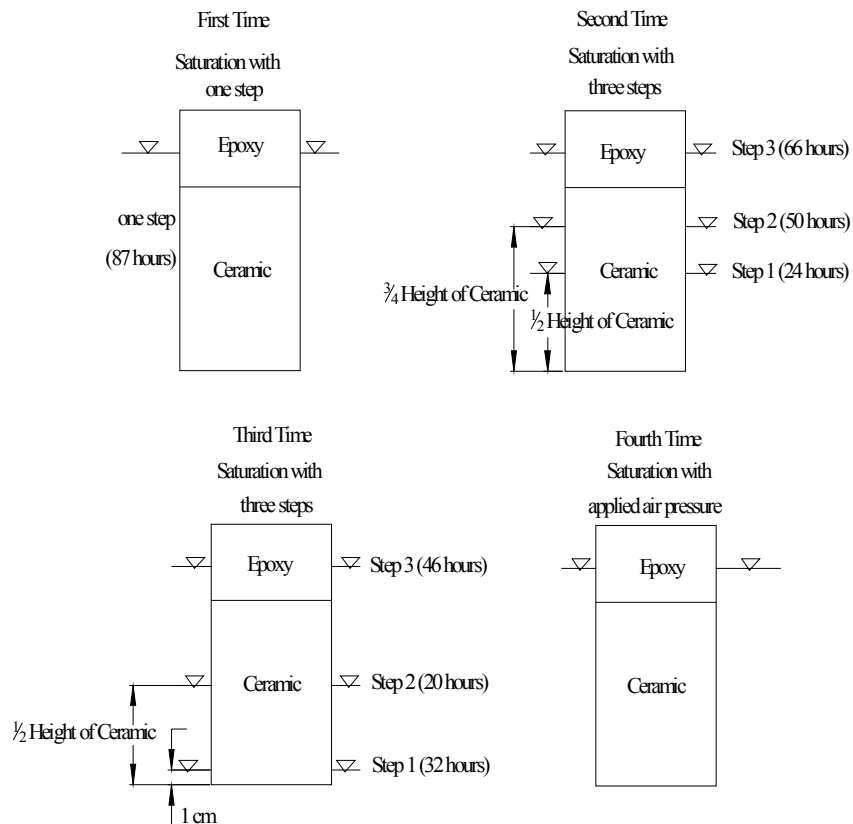 First Time
Saturation with
one step
Epoxy
one step
(87 hours)
Ceramic
Second Time
Saturation with
three steps
Epoxy
Step 3 (66 hours)
Step 2 (50 hours)
Ceramic
Step 1 (24 hours)
¾ Height of Ceramic
½ Height of Ceramic
Third Time
Saturation with
three steps
Epoxy
Step 3 (46 hours)
Ceramic
Step 2 (20 hours)
½ Height of Ceramic
Step 1 (32 hours)
1 cm
Fourth Time
Saturation with
applied air pressure
Epoxy
Ceramic